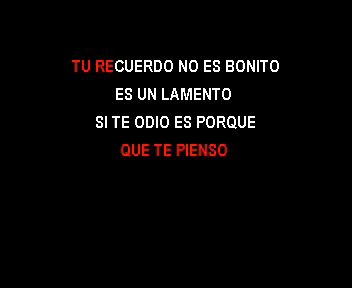 TU RECUERDO NO ES BONITO
ES UN LAMENTO
SI TE ODIO ES PORQUE
QUE TE PIENSO